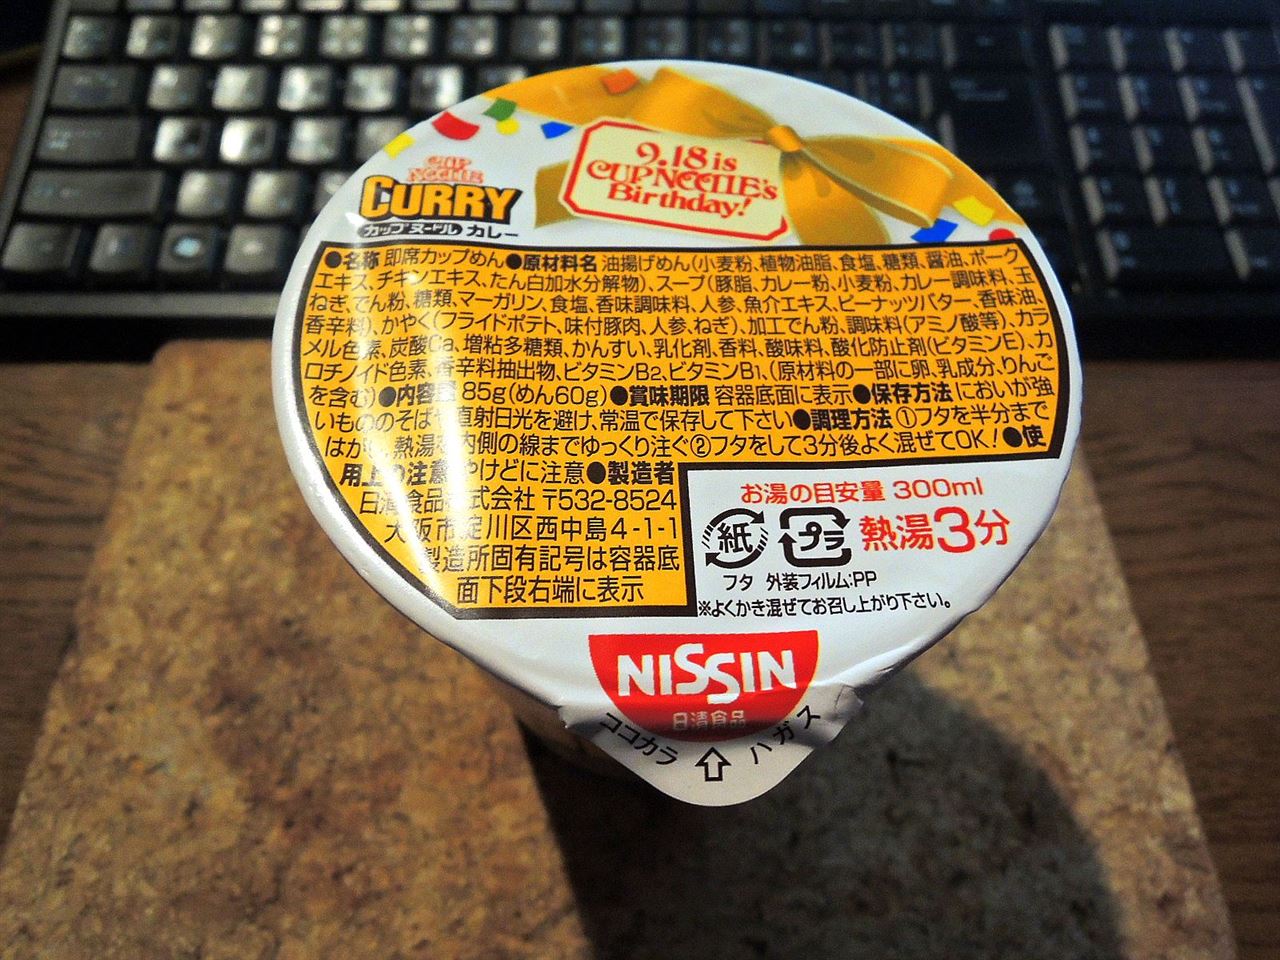 9.18 is
CUP NOODLE's
Birthday!
CUP
NOODLE
CURRY
カップヌードル カレー
●名称 即席カップめん●原材料名 油揚げめん(小麦粉、植物油脂、食塩、糖類、醤油、ポーク
エキス、チキンエキス、たん白加水分解物)、スープ(豚脂、カレー粉、小麦粉、カレー調味料、玉
ねぎ、でん粉、糖類、マーガリン、食塩、香味調味料、人参、魚介エキス、ピーナッツバター、香味油、
香辛料)、かやく(フライドポテト、味付豚肉、人参、ねぎ)、加工でん粉、調味料(アミノ酸等)、カラ
メル色素、炭酸Ca、増粘多糖類、かんすい、乳化剤、香料、酸味料、酸化防止剤(ビタミンE)、カ
ロチノイド色素、香辛料抽出物、ビタミンB2、ビタミンB1、(原材料の一部に卵、乳成分、りんご
を含む)●内容量 85g(めん60g)●賞味期限 容器底面に表示●保存方法 においが強
いもののそばや直射日光を避け、常温で保存して下さい●調理方法 ①フタを半分まで
はがし、熱湯を内側の線までゆっくり注ぐ②フタをして3分後よく混ぜてOK!●使
用上の注意 やけどに注意●製造者
日清食品株式会社 〒532-8524
大阪市淀川区西中島4-1-1
製造所固有記号は容器底
面下段右端に表示
お湯の目安量 300ml
紙 プラ 熱湯3分
フタ 外装フィルム:PP
※よくかき混ぜてお召し上がり下さい。
NISSIN
日清食品
ココカラ ハガス